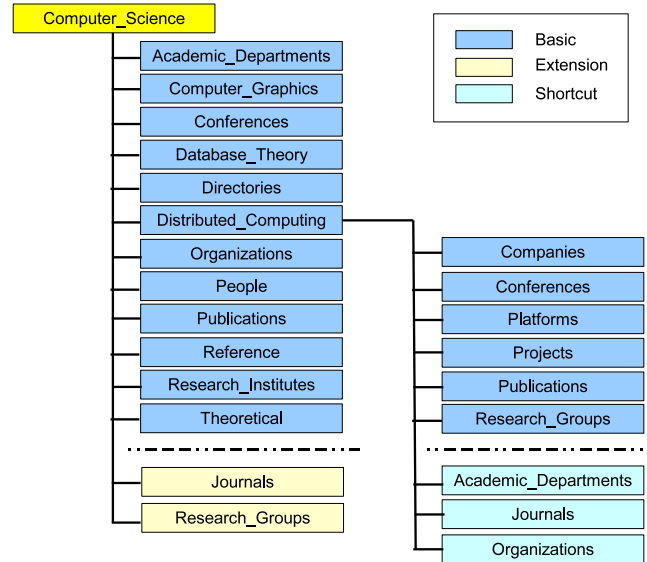 Computer_Science
Basic
Extension
Shortcut
Academic_Departments
Computer_Graphics
Conferences
Database_Theory
Directories
Distributed_Computing
Organizations
People
Publications
Reference
Research_Institutes
Theoretical
Journals
Research_Groups
Companies
Conferences
Platforms
Projects
Publications
Research_Groups
Academic_Departments
Journals
Organizations